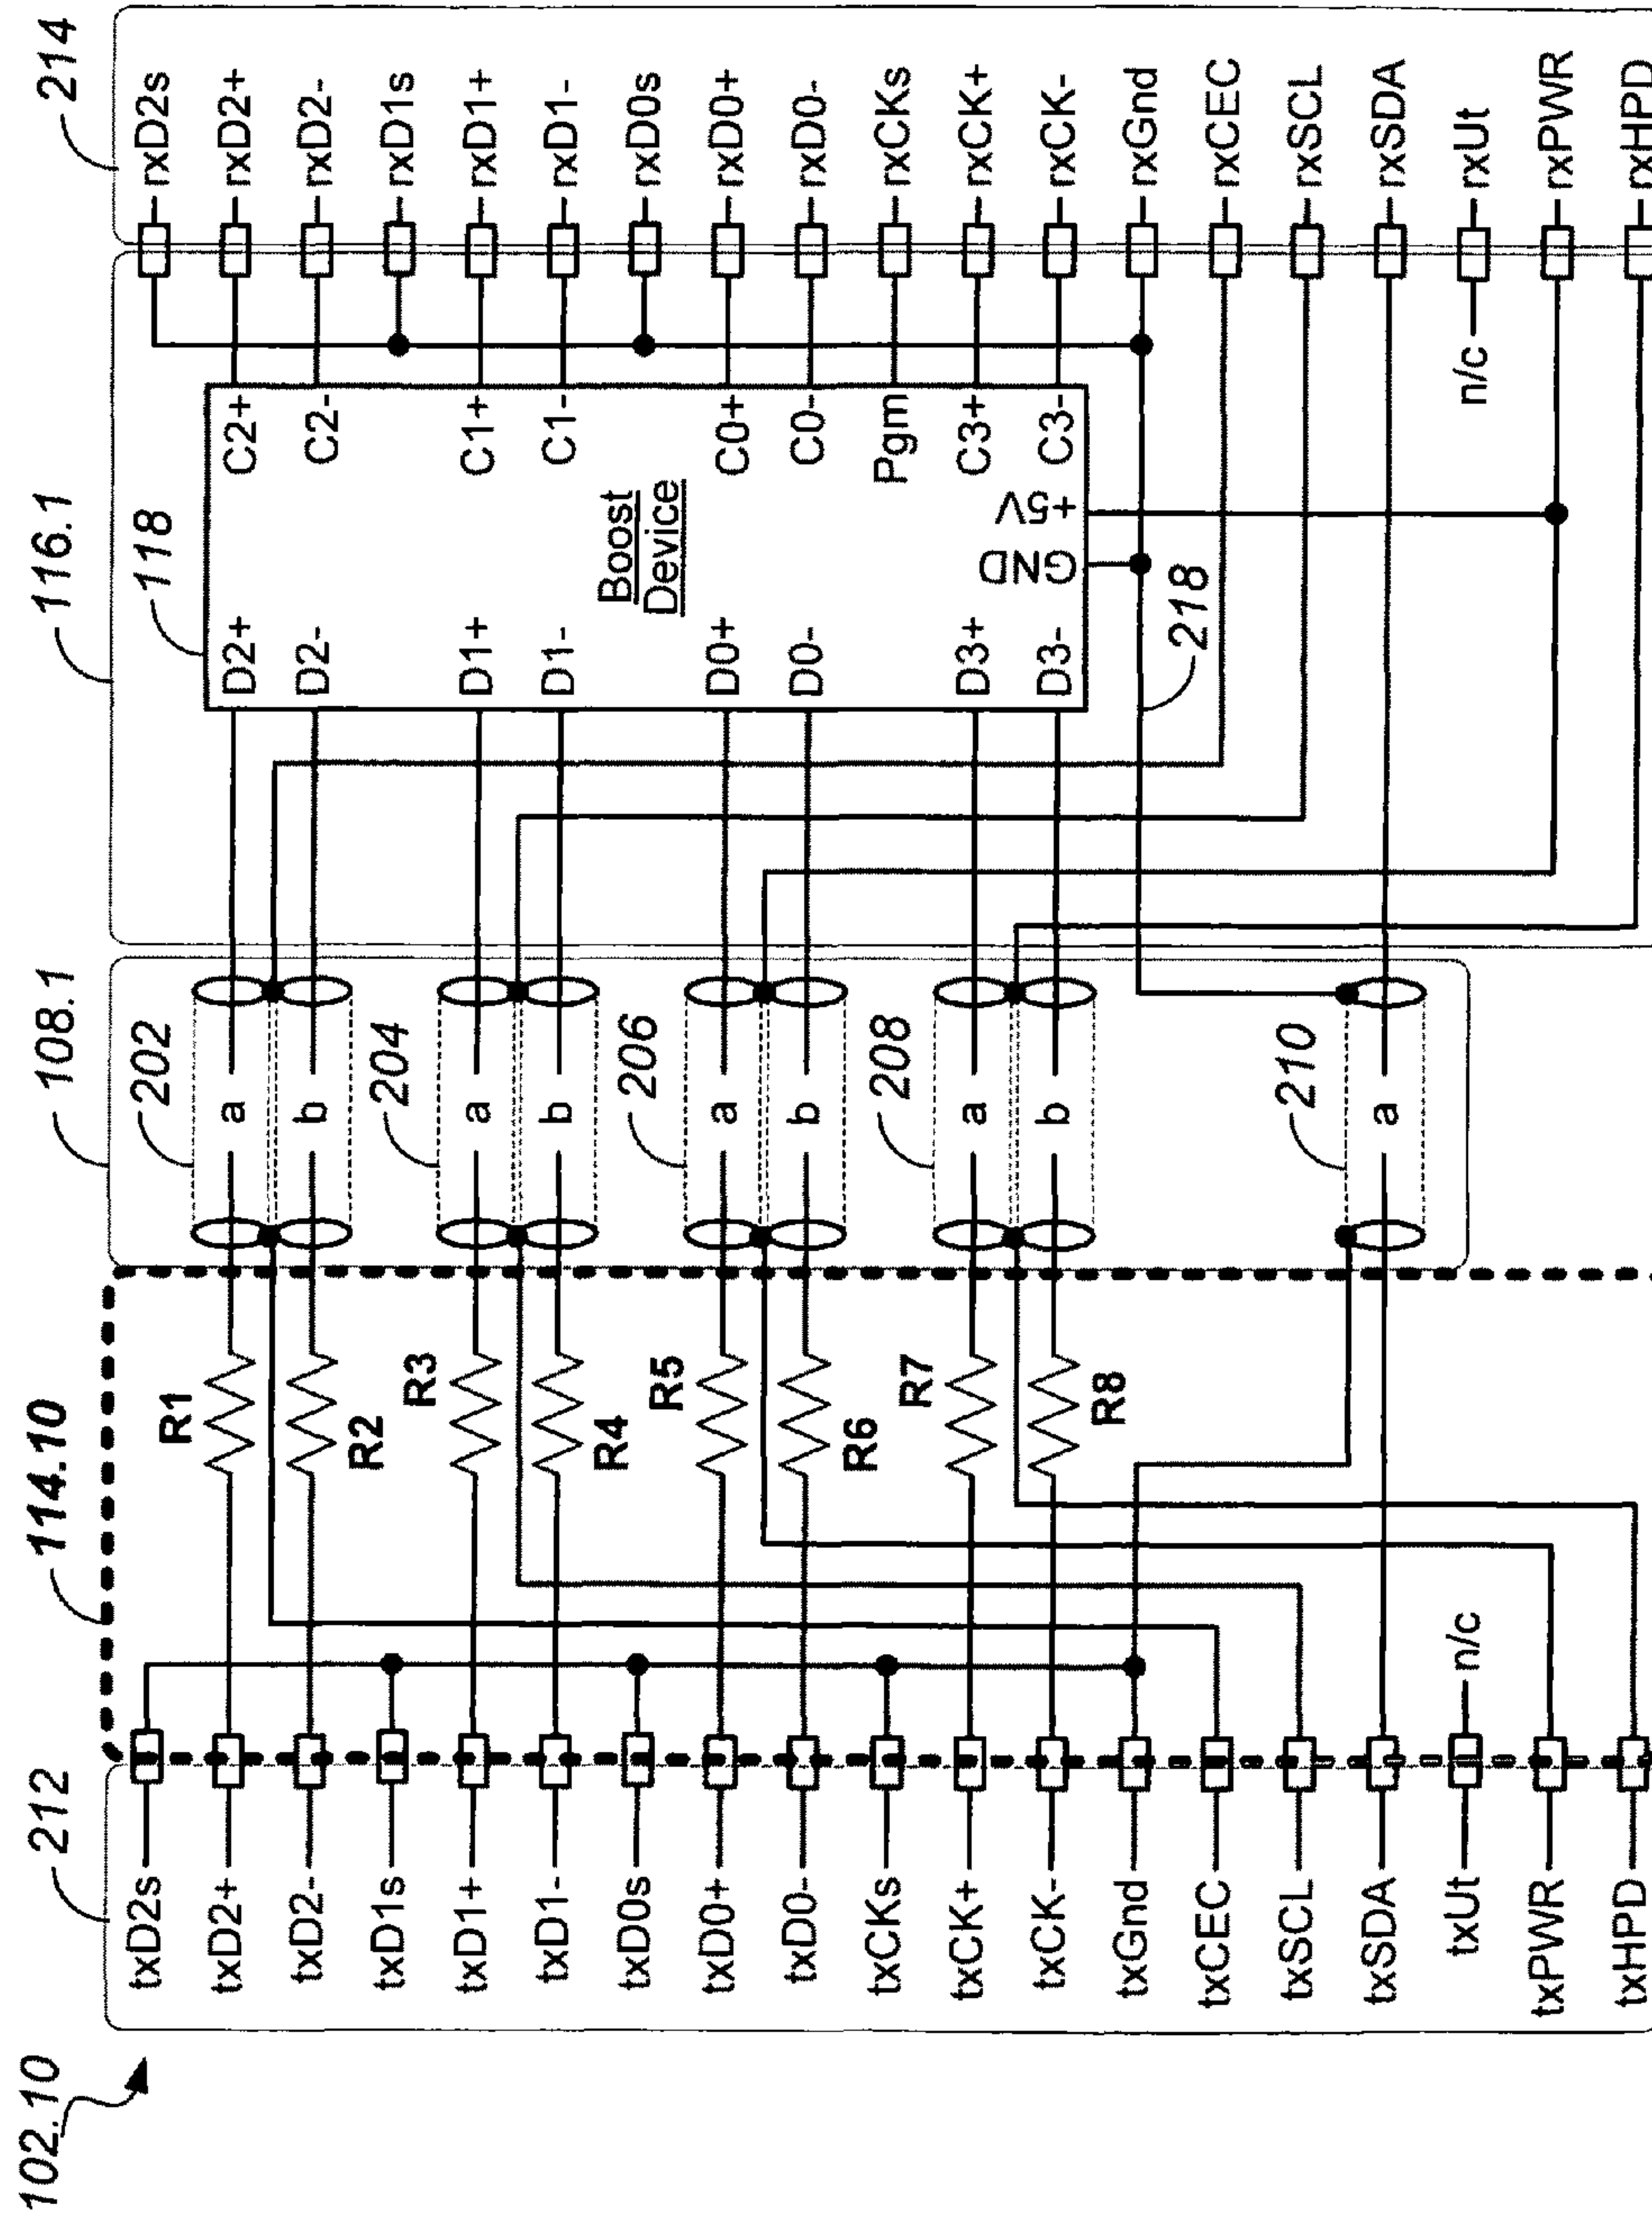 102.10
212
114.10
108.1
116.1
214
txD2s
txD2+
txD2-
txD1s
txD1+
txD1-
txD0s
txD0+
txD0-
txCKs
txCK+
txCK-
txGnd
txCEC
txSCL
txSDA
txUt
n/c
txPWR
txHPD
R1
R2
R3
R4
R5
R6
R7
R8
202
a
b
204
a
b
206
a
b
208
a
b
210
a
118
D2+
D2-
D1+
D1-
D0+
D0-
D3+
D3-
Boost
Device
GND
+5V
C2+
C2-
C1+
C1-
C0+
C0-
Pgm
C3+
C3-
218
n/c
rxD2s
rxD2+
rxD2-
rxD1s
rxD1+
rxD1-
rxD0s
rxD0+
rxD0-
rxCKs
rxCK+
rxCK-
rxGnd
rxCEC
rxSCL
rxSDA
rxUt
rxPWR
rxHPD